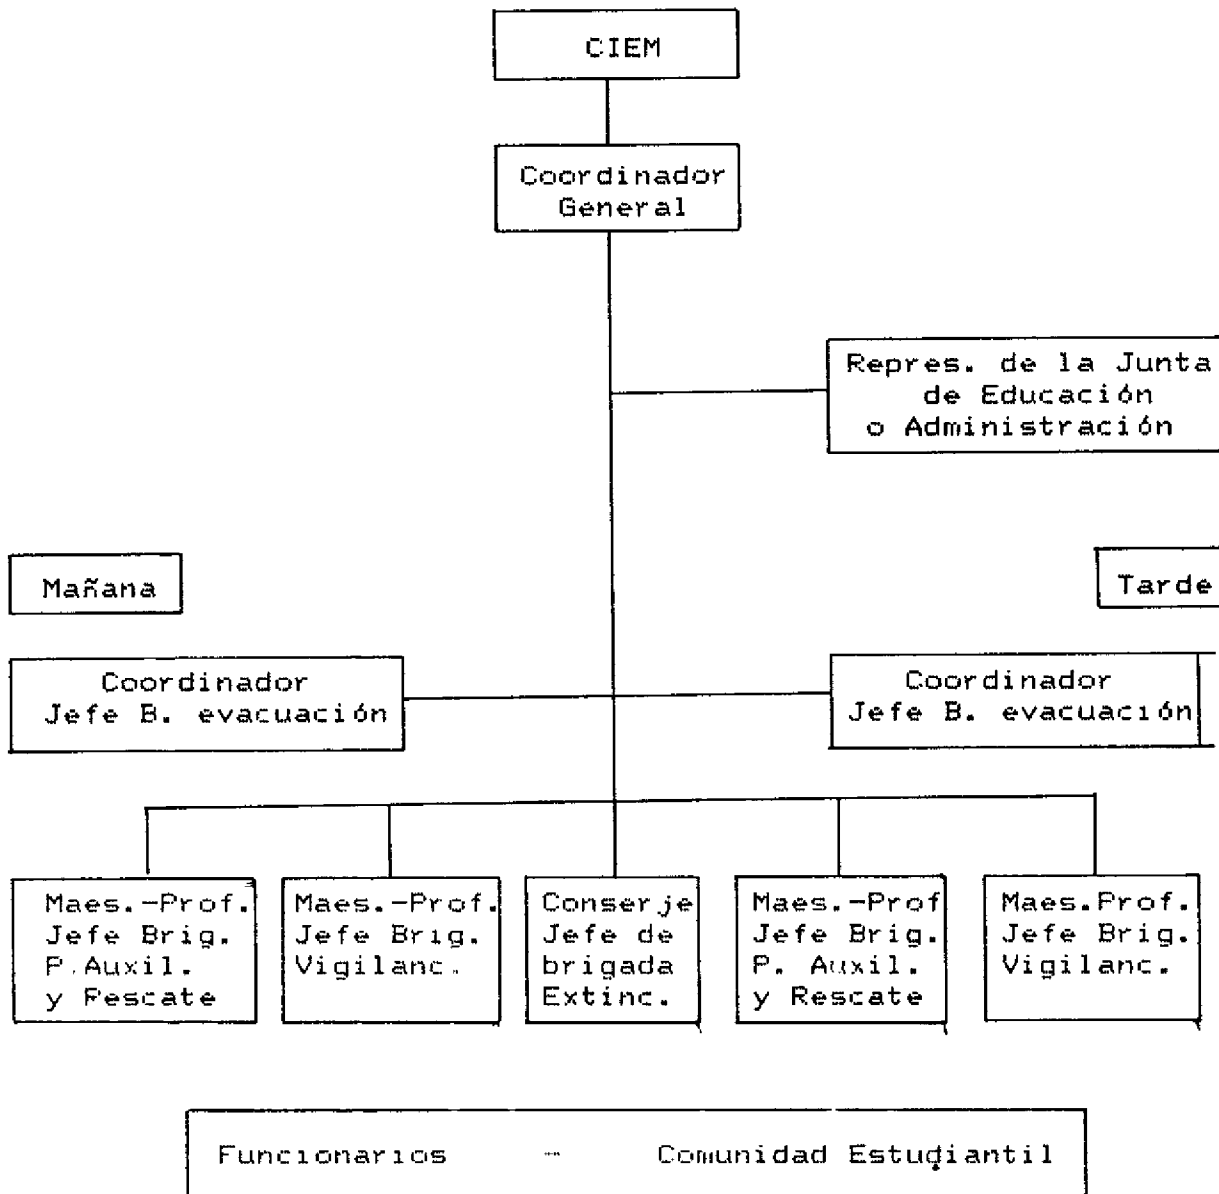 CIEM
Coordinador
General
Repres. de la Junta
de Educación
o Administración
Mañana
Tarde
Coordinador
Jefe B. evacuación
Coordinador
Jefe B. evacuación
Maes.-Prof.
Jefe Brig.
P.Auxil.
y Rescate
Maes.-Prof.
Jefe Brig.
Vigilanc.
Conserje
Jefe de
brigada
Extinc.
Maes.-Prof
Jefe Brig.
P. Auxil.
y Rescate
Maes.Prof.
Jefe Brig.
Vigilanc.
Funcionarios - Comunidad Estudiantil